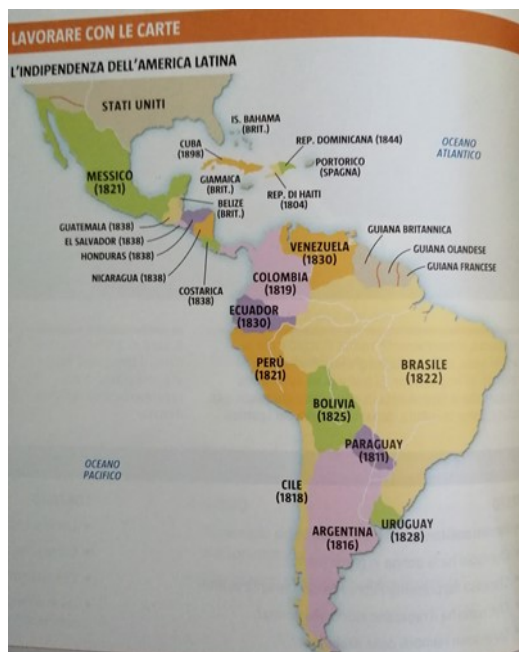 LAVORARE CON LE CARTE
L'INDIPENDENZA DELL'AMERICA LATINA
STATI UNITI
IS. BAHAMA
(BRIT.)
CUBA
(1898)
REP. DOMINICANA (1844)
OCEANO
ATLANTICO
MESSICO
(1821)
GIAMAICA
(BRIT.)
PORTORICO
(SPAGNA)
BELIZE
(BRIT.)
REP. DI HAITI
(1804)
GUATEMALA (1838)
EL SALVADOR (1838)
HONDURAS (1838)
NICARAGUA (1838)
COSTARICA
(1838)
VENEZUELA
(1830)
GUIANA BRITANNICA
GUIANA OLANDESE
GUIANA FRANCESE
COLOMBIA
(1819)
ECUADOR
(1830)
PERÙ
(1821)
BRASILE
(1822)
BOLIVIA
(1825)
PARAGUAY
(1811)
OCEANO
PACIFICO
CILE
(1818)
ARGENTINA
(1816)
URUGUAY
(1828)